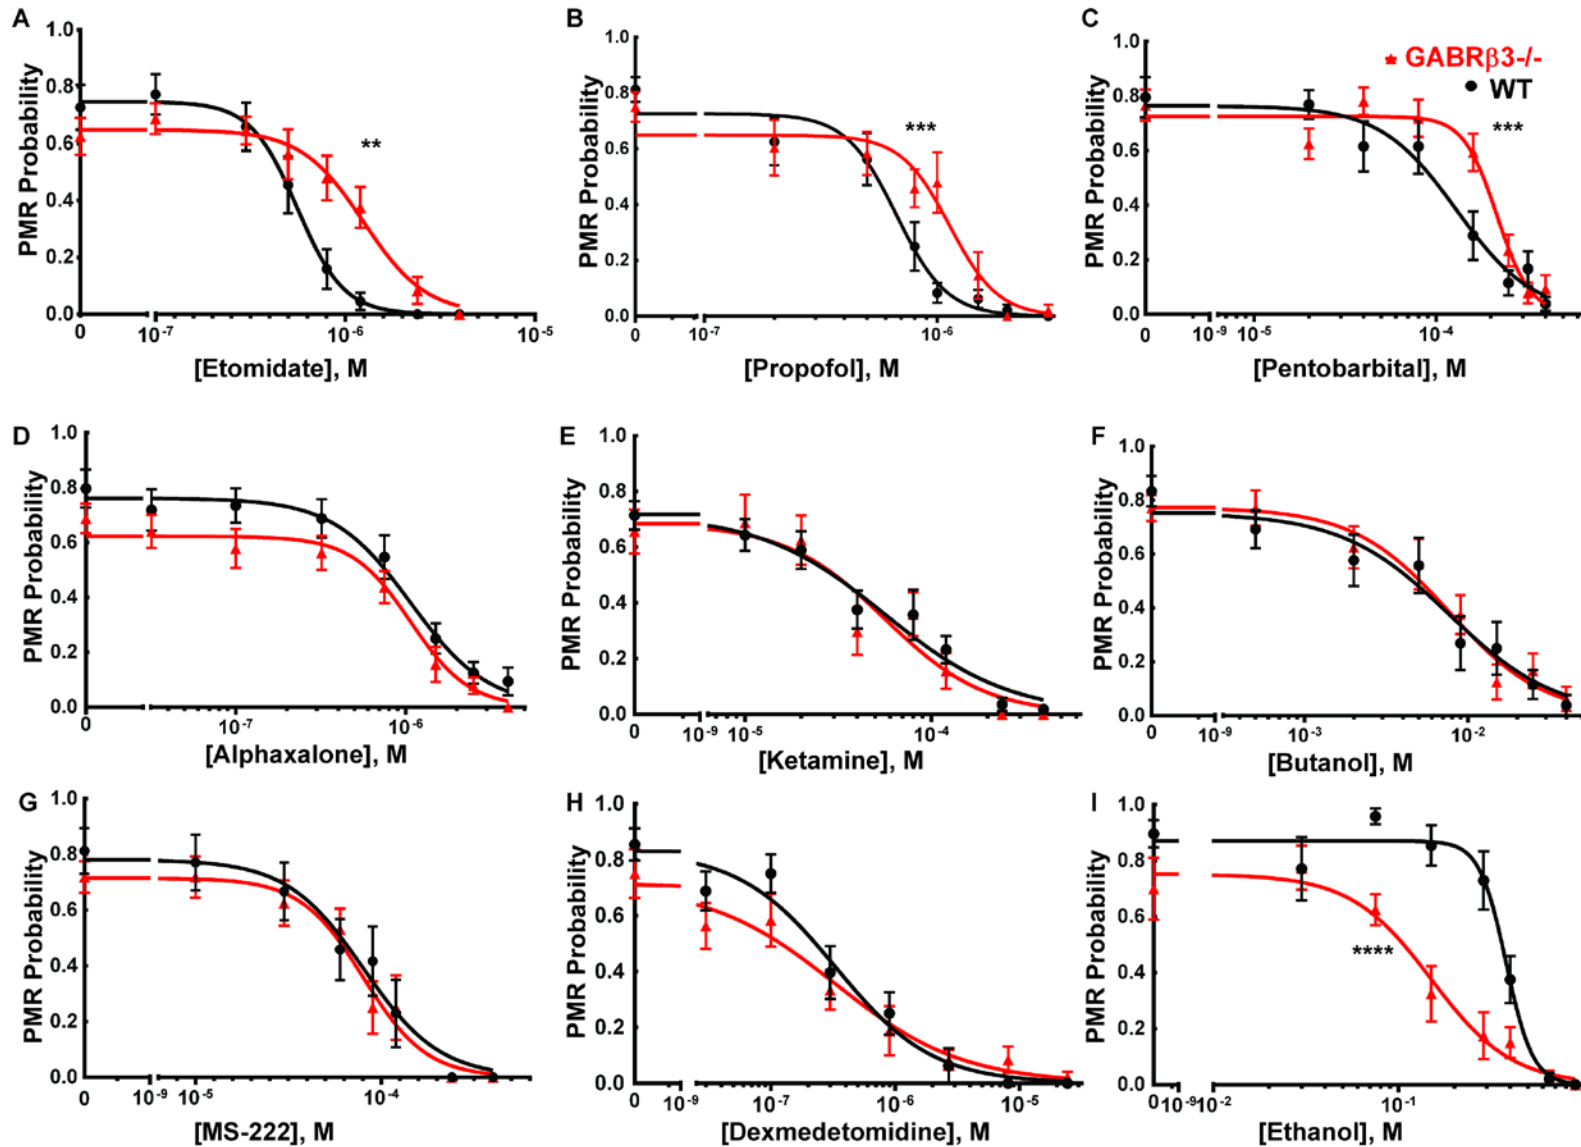 A
PMR Probability
1.0
0.8
0.6
0.4
0.2
0.0
**
0 10-7 10-6 10-5
[Etomidate], M
B
PMR Probability
1.0
0.8
0.6
0.4
0.2
0.0
***
0 10-7 10-6
[Propofol], M
C
PMR Probability
1.0
0.8
0.6
0.4
0.2
0.0
GABRβ3-/-
WT
***
0 10-9 10-5 10-4
[Pentobarbital], M
D
PMR Probability
1.0
0.8
0.6
0.4
0.2
0.0
0 10-7 10-6
[Alphaxalone], M
E
PMR Probability
1.0
0.8
0.6
0.4
0.2
0.0
0 10-9 10-5 10-4
[Ketamine], M
F
PMR Probability
1.0
0.8
0.6
0.4
0.2
0.0
0 10-9 10-3 10-2
[Butanol], M
G
PMR Probability
1.0
0.8
0.6
0.4
0.2
0.0
0 10-9 10-5 10-4
[MS-222], M
H
PMR Probability
1.0
0.8
0.6
0.4
0.2
0.0
0 10-9 10-7 10-6 10-5
[Dexmedetomidine], M
I
PMR Probability
1.0
0.8
0.6
0.4
0.2
0.0
****
0 10-9 10-2 10-1
[Ethanol], M